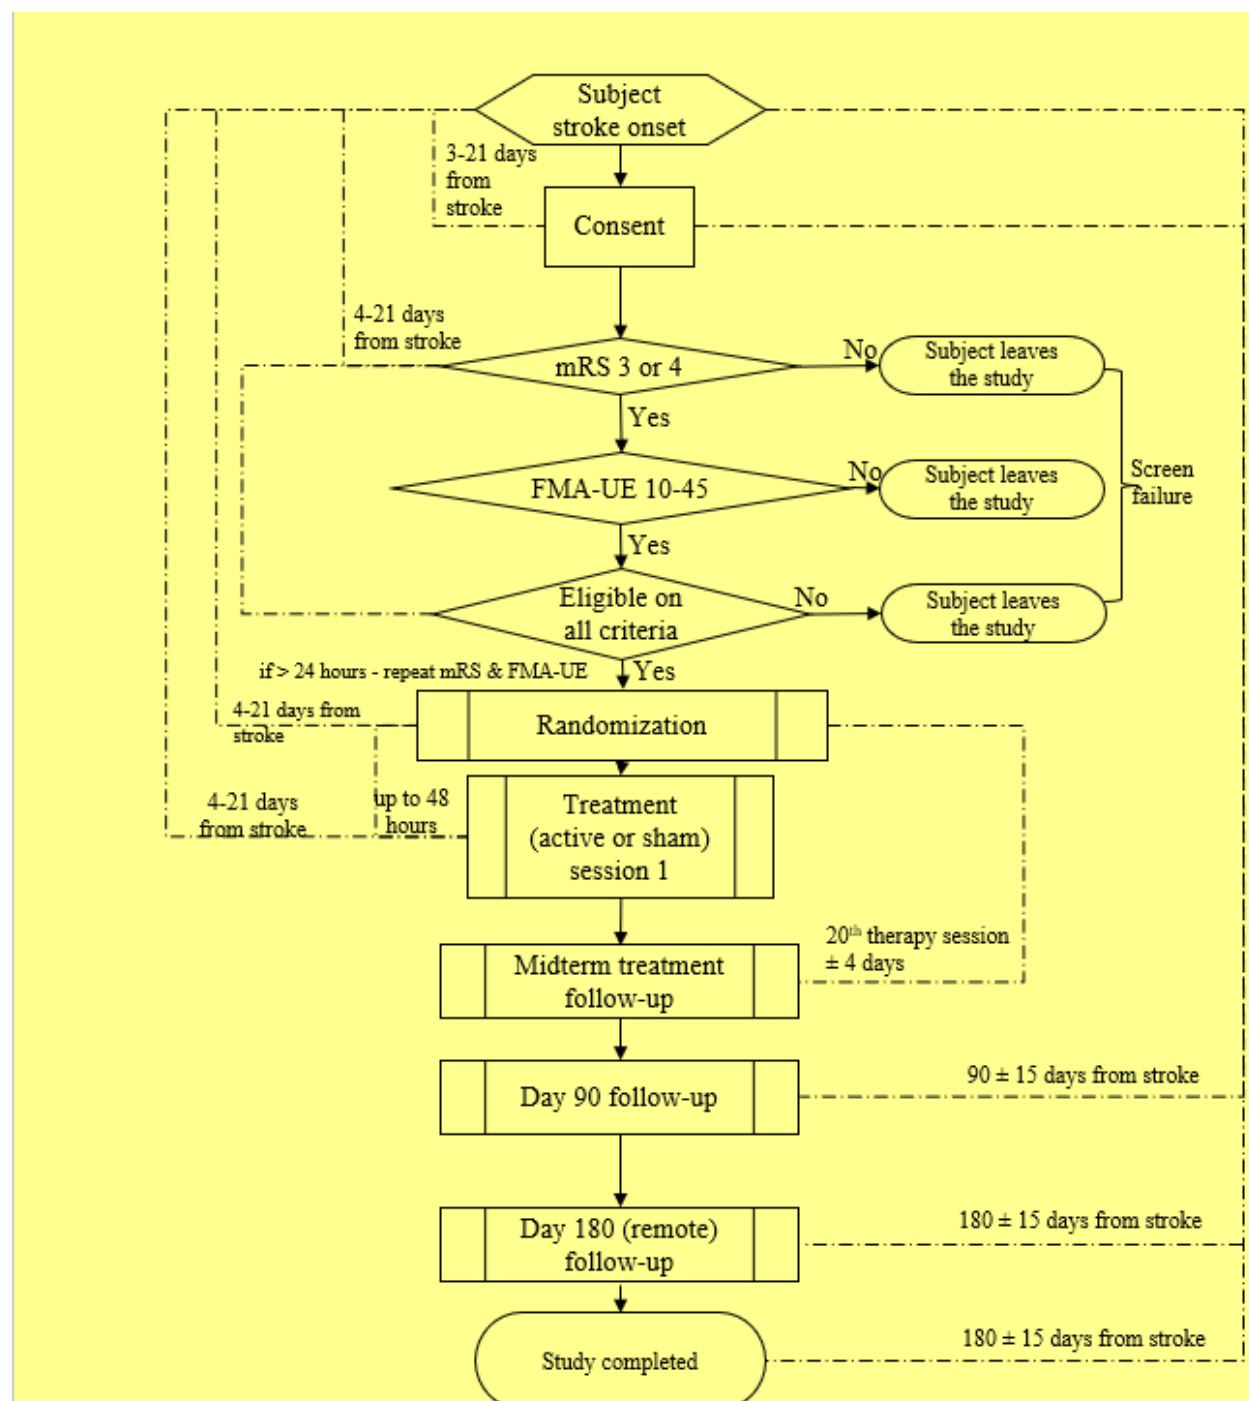 Subject
stroke onset
3-21 days
from
stroke
Consent
4-21 days
from stroke
mRS 3 or 4
No
Subject leaves
the study
Yes
FMA-UE 10-45
No
Subject leaves
the study
Screen
failure
Yes
Eligible on
all criteria
No
Subject leaves
the study
if > 24 hours - repeat mRS & FMA-UE
Yes
4-21 days from
stroke
Randomization
4-21 days
from stroke
up to 48
hours
Treatment
(active or sham)
session 1
20th therapy session
± 4 days
Midterm treatment
follow-up
90 ± 15 days from stroke
Day 90 follow-up
180 ± 15 days from stroke
Day 180 (remote)
follow-up
180 ± 15 days from stroke
Study completed